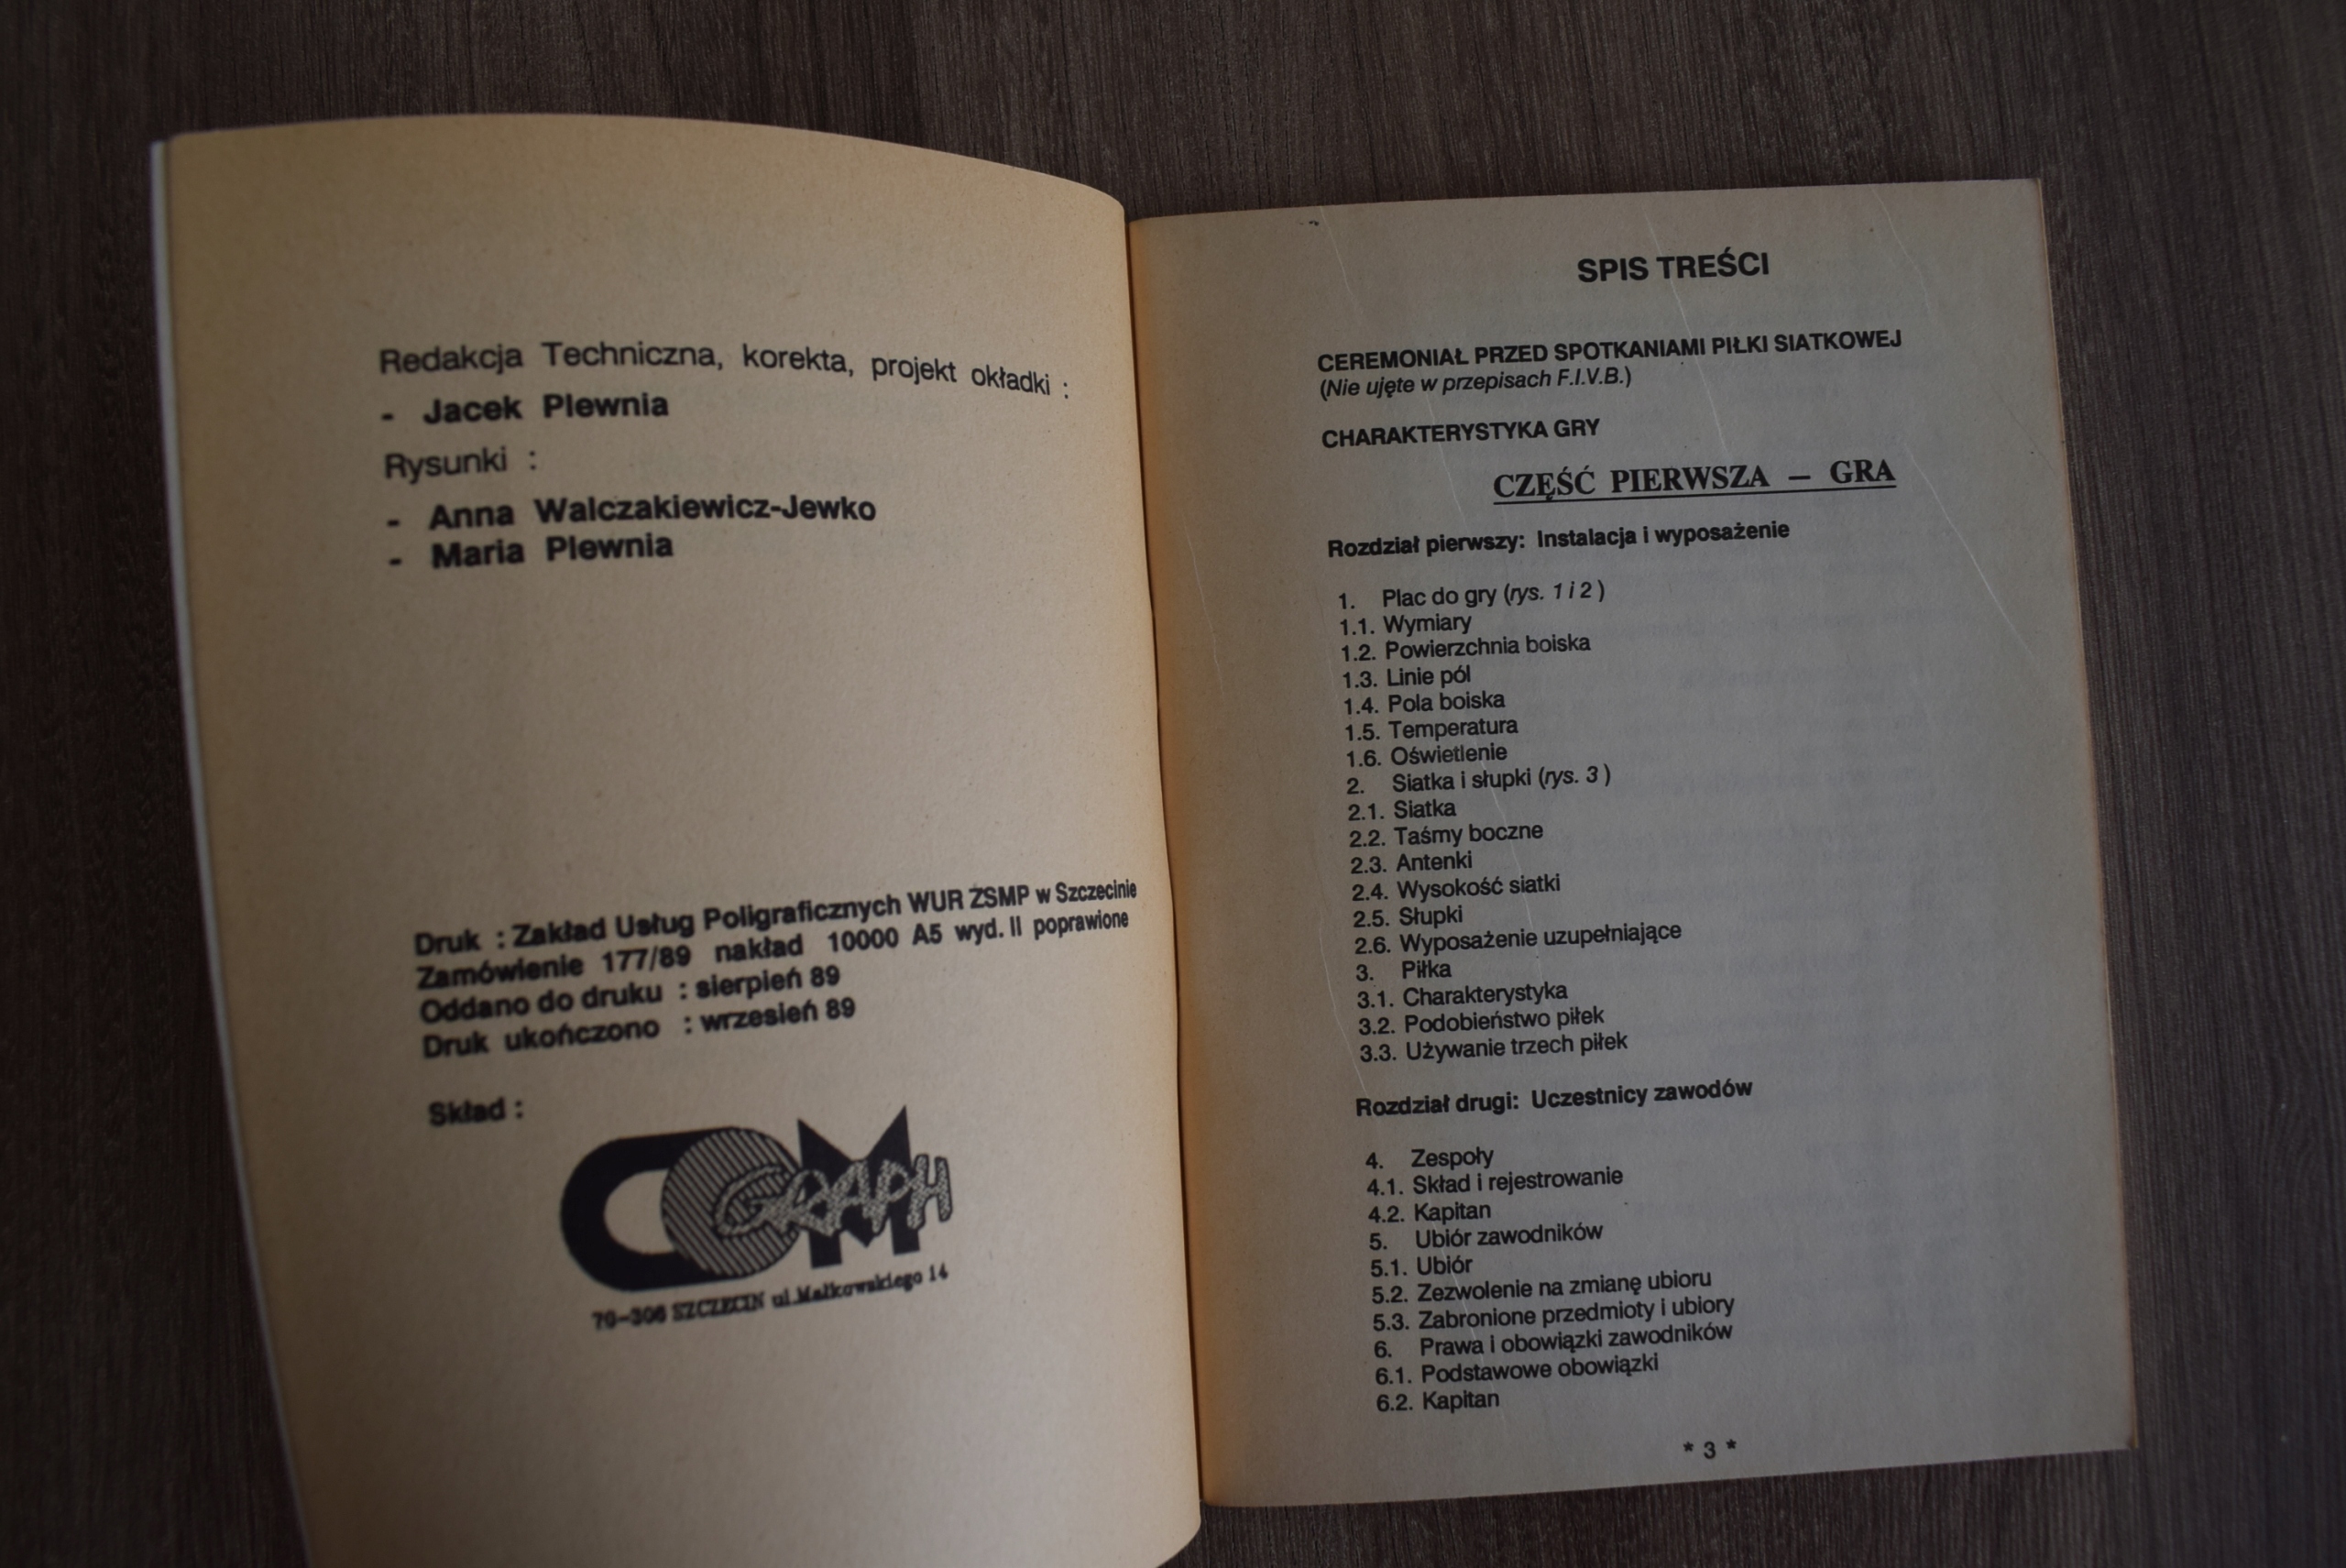 Redakcja Techniczna, korekta, projekt okładki :
- Jacek Plewnia
Rysunki :
- Anna Walczakiewicz-Jewko
- Maria Plewnia
Druk : Zakład Usług Poligraficznych WUR ZSMP w Szczecinie
Zamówienie 177/89 nakład 10000 A5 wyd. II poprawione
Oddano do druku : sierpień 89
Druk ukończono : wrzesień 89
Skład :
COM
GRAPH
70-306 SZCZECIN ul.Małkowskiego 14
SPIS TREŚCI
CEREMONIAŁ PRZED SPOTKANIAMI PIŁKI SIATKOWEJ
(Nie ujęte w przepisach F.I.V.B.)
CHARAKTERYSTYKA GRY
CZĘŚĆ PIERWSZA – GRA
Rozdział pierwszy: Instalacja i wyposażenie
1. Plac do gry (rys. 1 i 2 )
1.1. Wymiary
1.2. Powierzchnia boiska
1.3. Linie pól
1.4. Pola boiska
1.5. Temperatura
1.6. Oświetlenie
2. Siatka i słupki (rys. 3 )
2.1. Siatka
2.2. Taśmy boczne
2.3. Antenki
2.4. Wysokość siatki
2.5. Słupki
2.6. Wyposażenie uzupełniające
3. Piłka
3.1. Charakterystyka
3.2. Podobieństwo piłek
3.3. Używanie trzech piłek
Rozdział drugi: Uczestnicy zawodów
4. Zespoły
4.1. Skład i rejestrowanie
4.2. Kapitan
5. Ubiór zawodników
5.1. Ubiór
5.2. Zezwolenie na zmianę ubioru
5.3. Zabronione przedmioty i ubiory
6. Prawa i obowiązki zawodników
6.1. Podstawowe obowiązki
6.2. Kapitan
* 3 *